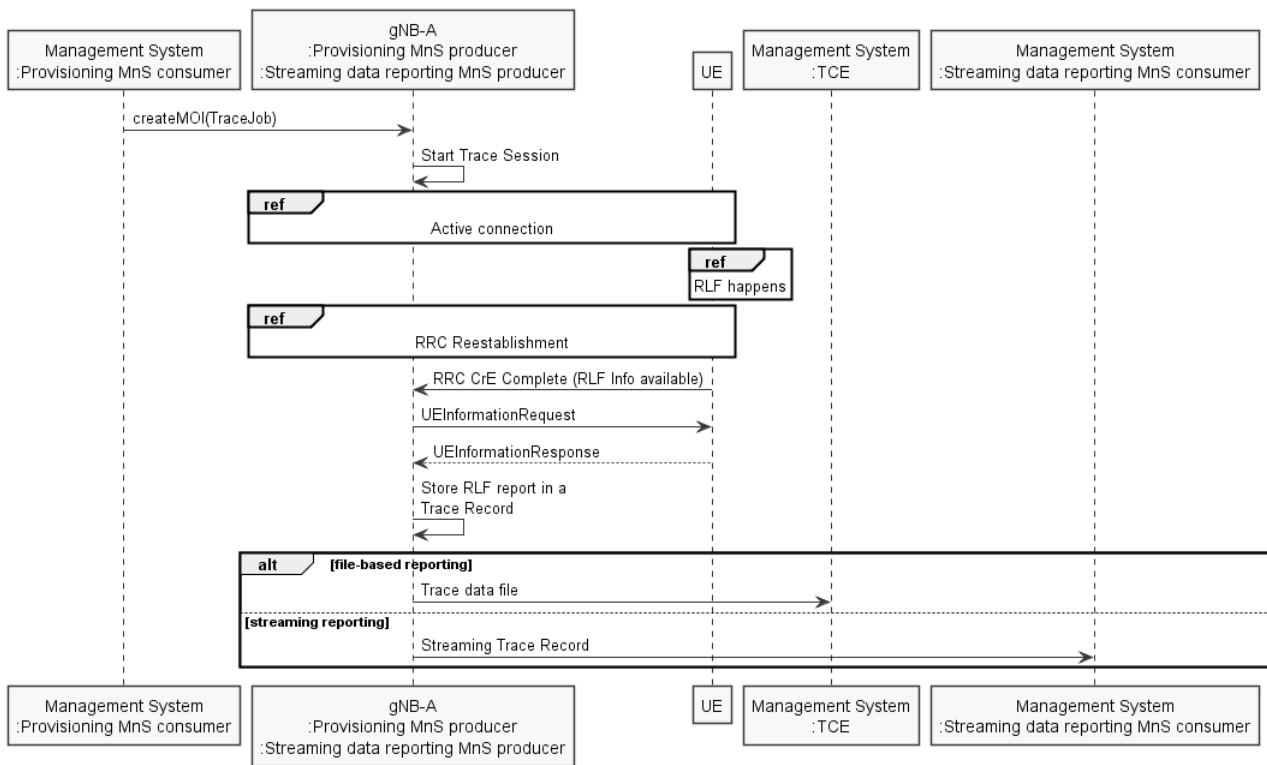 gNB-A
Management System
:Provisioning MnS consumer
:Provisioning MnS producer
:Streaming data reporting MnS producer
UE
Management System
:TCE
Management System
:Streaming data reporting MnS consumer
createMOI(TraceJob)
Start Trace Session
ref
Active connection
ref
RLF happens
ref
RRC Reestablishment
RRC CrE Complete (RLF Info available)
UEInformationRequest
UEInformationResponse
Store RLF report in a
Trace Record
alt [file-based reporting]
Trace data file
[streaming reporting]
Streaming Trace Record
Management System
:Provisioning MnS consumer
gNB-A
:Provisioning MnS producer
:Streaming data reporting MnS producer
UE
Management System
:TCE
Management System
:Streaming data reporting MnS consumer